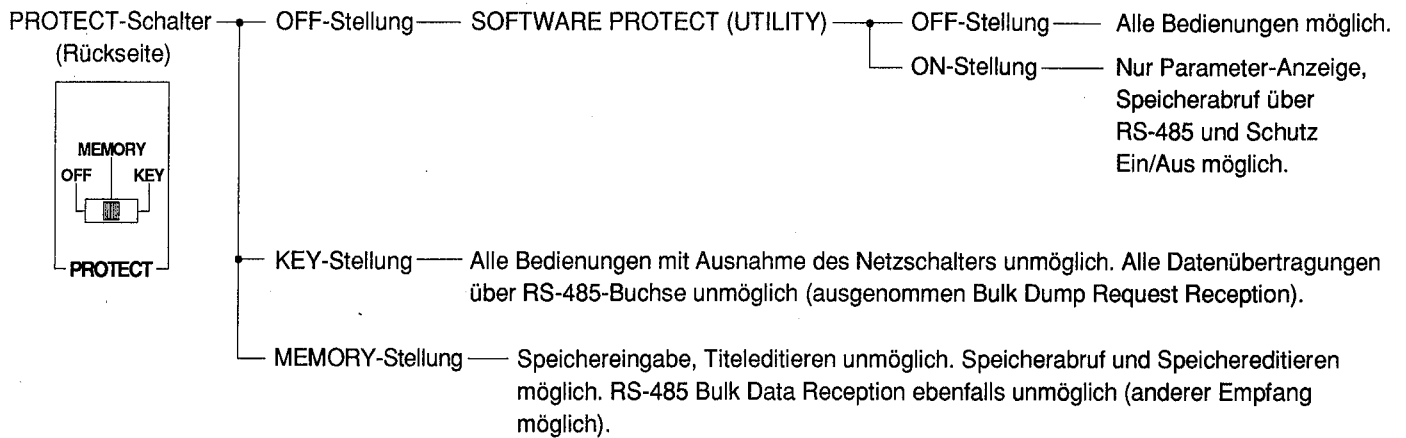 PROTECT-Schalter OFF-Stellung SOFTWARE PROTECT (UTILITY) OFF-Stellung Alle Bedienungen möglich.
(Rückseite)
ON-Stellung Nur Parameter-Anzeige,
Speicherabruf über
RS-485 und Schutz
Ein/Aus möglich.
MEMORY
OFF KEY
PROTECT
KEY-Stellung Alle Bedienungen mit Ausnahme des Netzschalters unmöglich. Alle Datenübertragungen
über RS-485-Buchse unmöglich (ausgenommen Bulk Dump Request Reception).
MEMORY-Stellung Speichereingabe, Titeleditieren unmöglich. Speicherabruf und Speichereditieren
möglich. RS-485 Bulk Data Reception ebenfalls unmöglich (anderer Empfang
möglich).